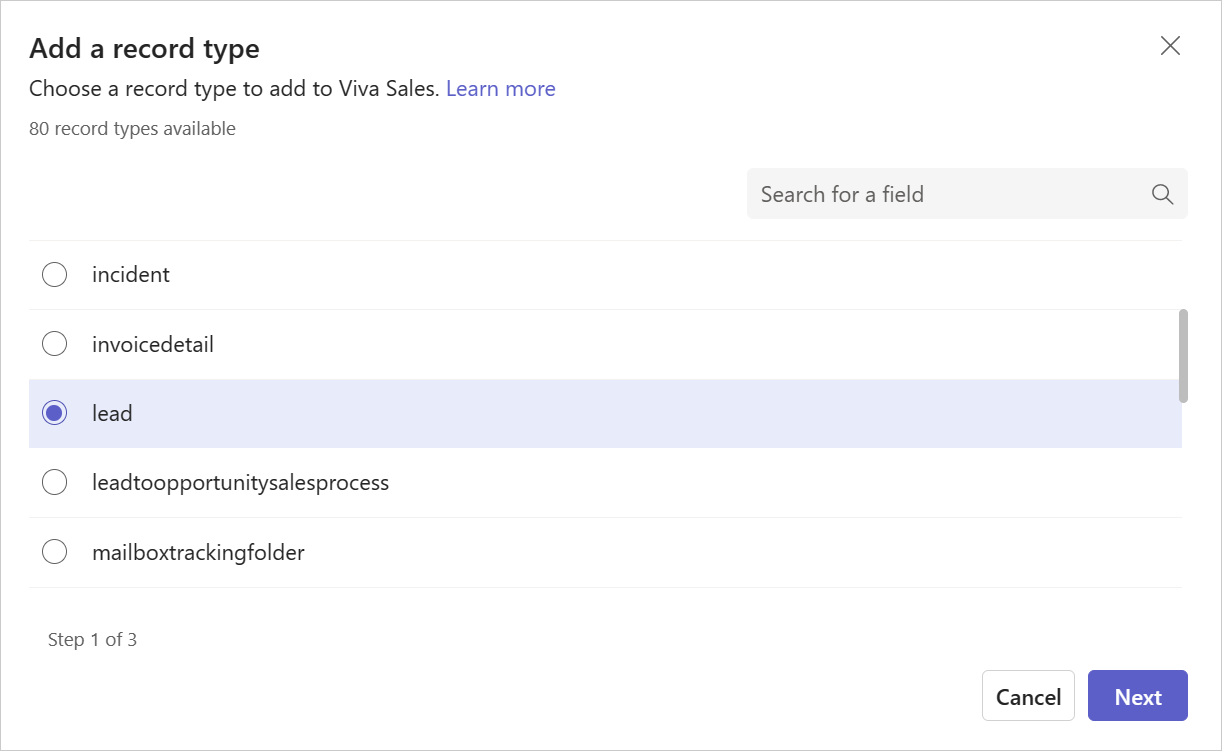 Add a record type
Choose a record type to add to Viva Sales. Learn more
80 record types available
Search for a field
incident
invoicedetail
lead
leadtoopportunitysalesprocess
mailboxtrackingfolder
Step 1 of 3
Cancel
Next